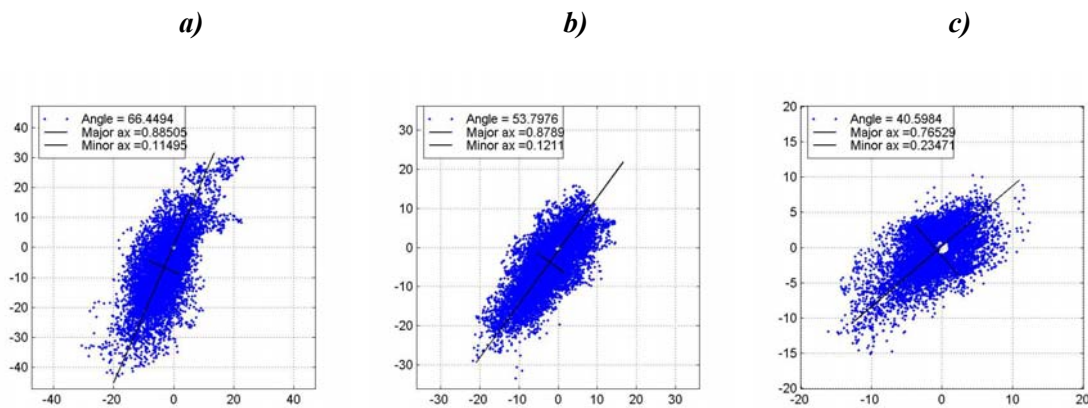 a) b) c)
Angle = 66.4494
Major ax =0.88505
Minor ax =0.11495
40
30
20
10
0
-10
-20
-30
-40
-40 -20 0 20 40
Angle = 53.7976
Major ax =0.8789
Minor ax =0.1211
30
20
10
0
-10
-20
-30
-30 -20 -10 0 10 20 30
Angle = 40.5984
Major ax =0.76529
Minor ax =0.23471
20
15
10
5
0
-5
-10
-15
-20
-20 -10 0 10 20